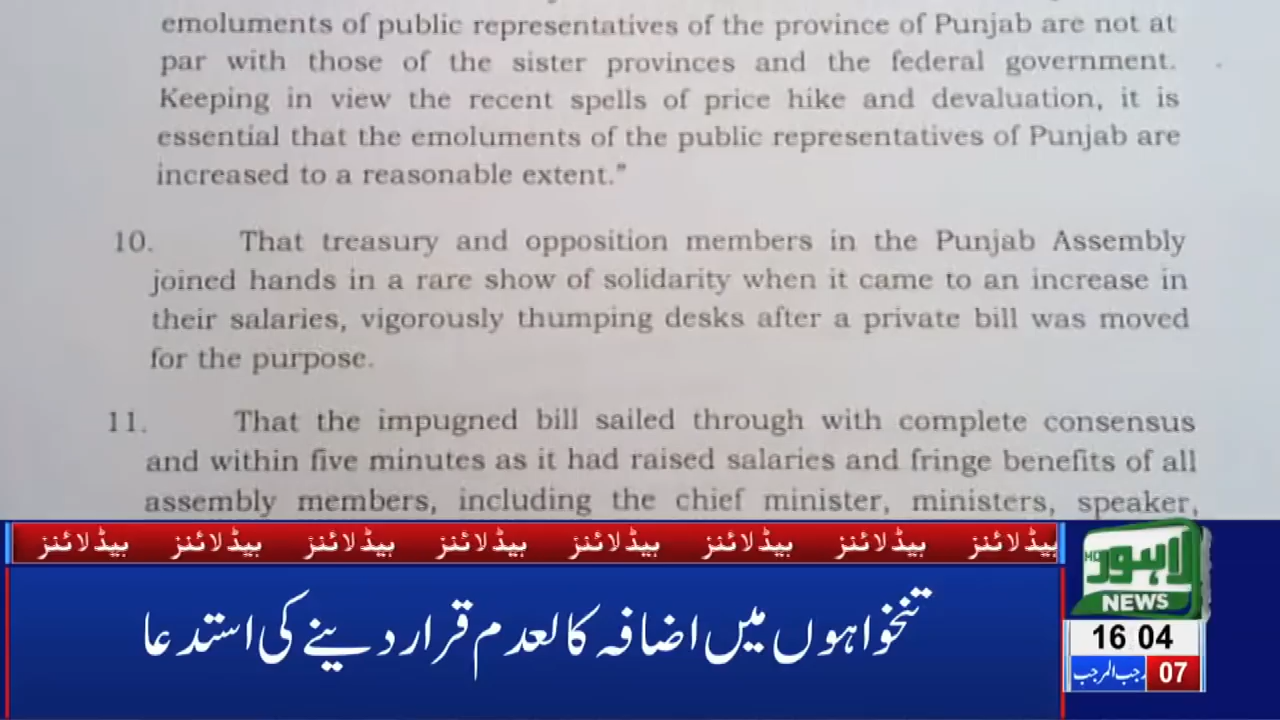 emoluments of public representatives of the province of Punjab are not at
par with those of the sister provinces and the federal government.
Keeping in view the recent spells of price hike and devaluation, it is
essential that the emoluments of the public representatives of Punjab are
increased to a reasonable extent."
10. That treasury and opposition members in the Punjab Assembly
joined hands in a rare show of solidarity when it came to an increase in
their salaries, vigorously thumping desks after a private bill was moved
for the purpose.
11. That the impugned bill sailed through with complete consensus
and within five minutes as it had raised salaries and fringe benefits of all
assembly members, including the chief minister, ministers, speaker,
ہیڈلائنز ہیڈلائنز ہیڈلائنز ہیڈلائنز ہیڈلائنز ہیڈلائنز ہیڈلائنز ہیڈلائنز
تنخواہوں میں اضافہ کالعدم قرار دینے کی استدعا
لاہور HD
NEWS
16 04
07 رجب المرجب